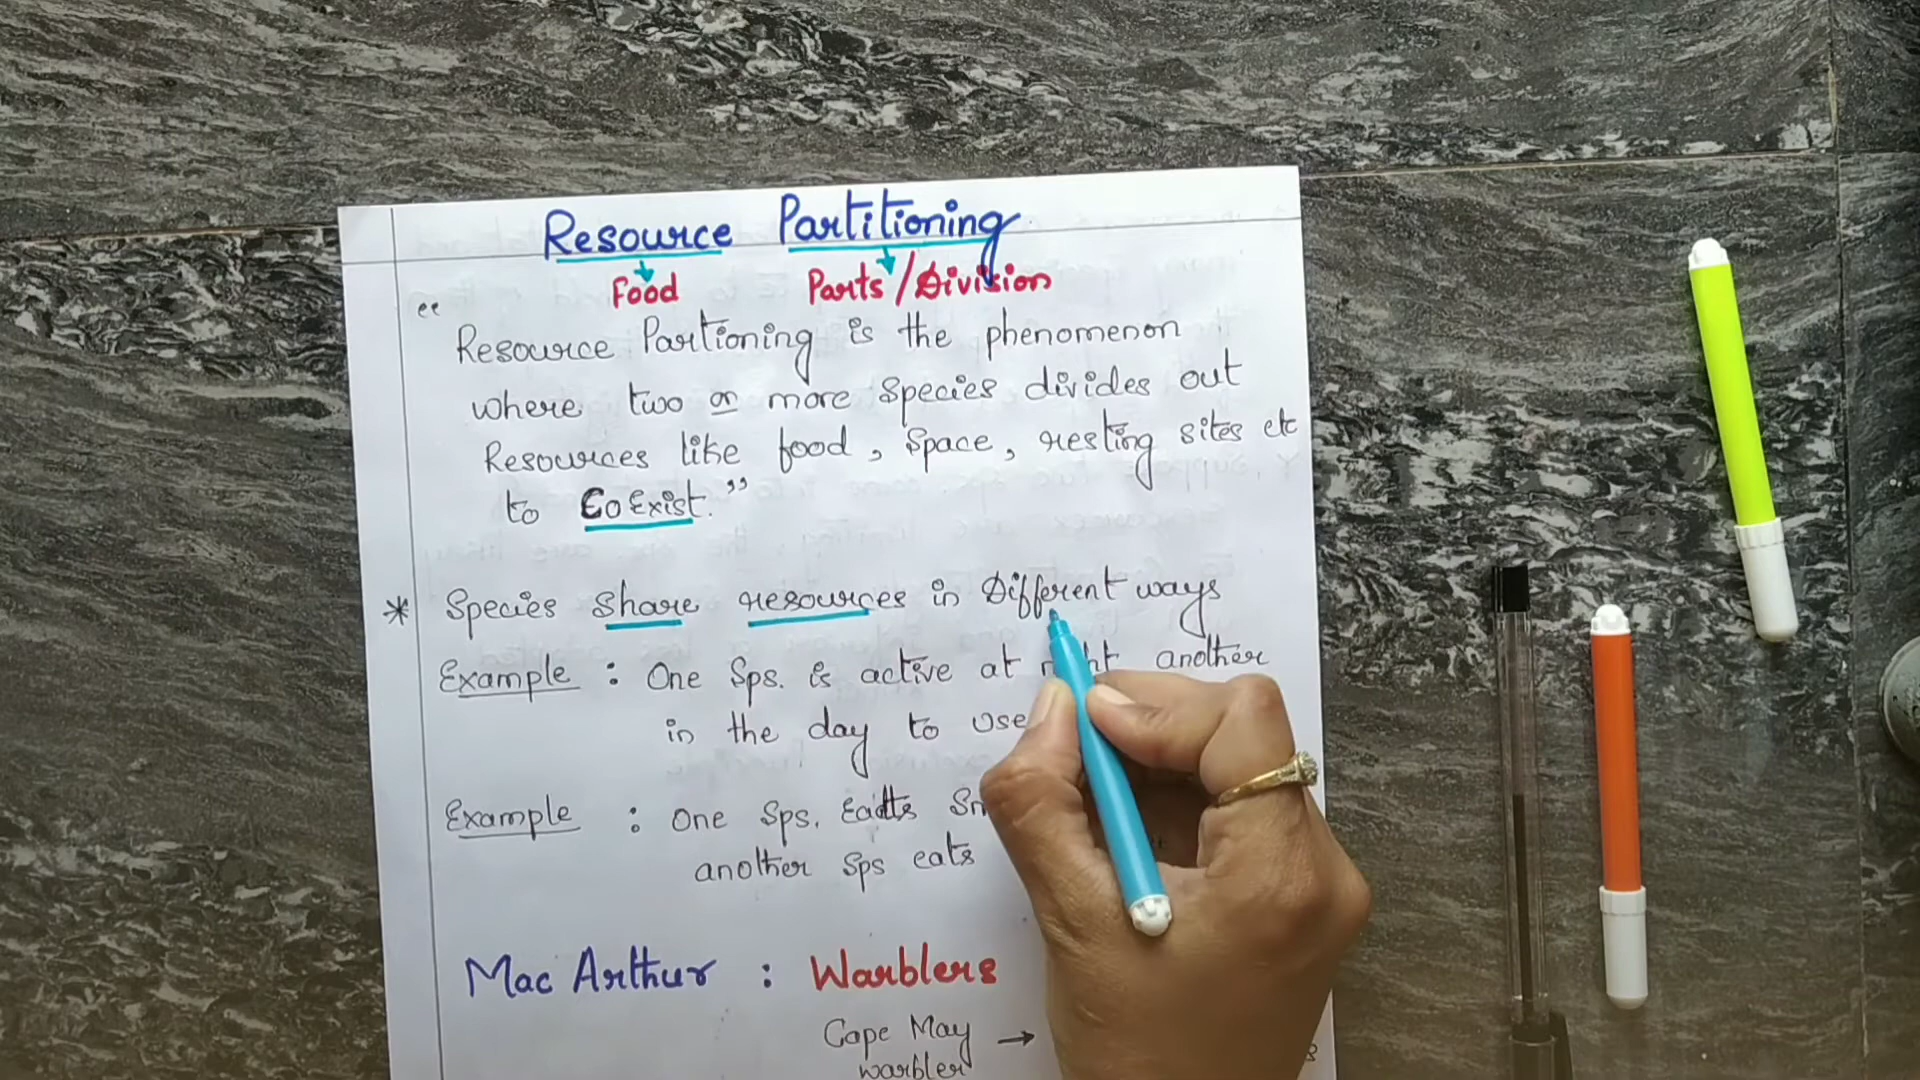 Resource Partitioning
Food Parts/Division
“
Resource Partioning is the phenomenon
where two or more species divides out
Resources like food, space, resting sites etc
to CoExist.”
* Species share resources in Different ways
Example : One Sps. is active at another
in the day to use
Example : One Sps. Eats
another Sps eats
Mac Arthur : Warblers
Cape May →
warbler